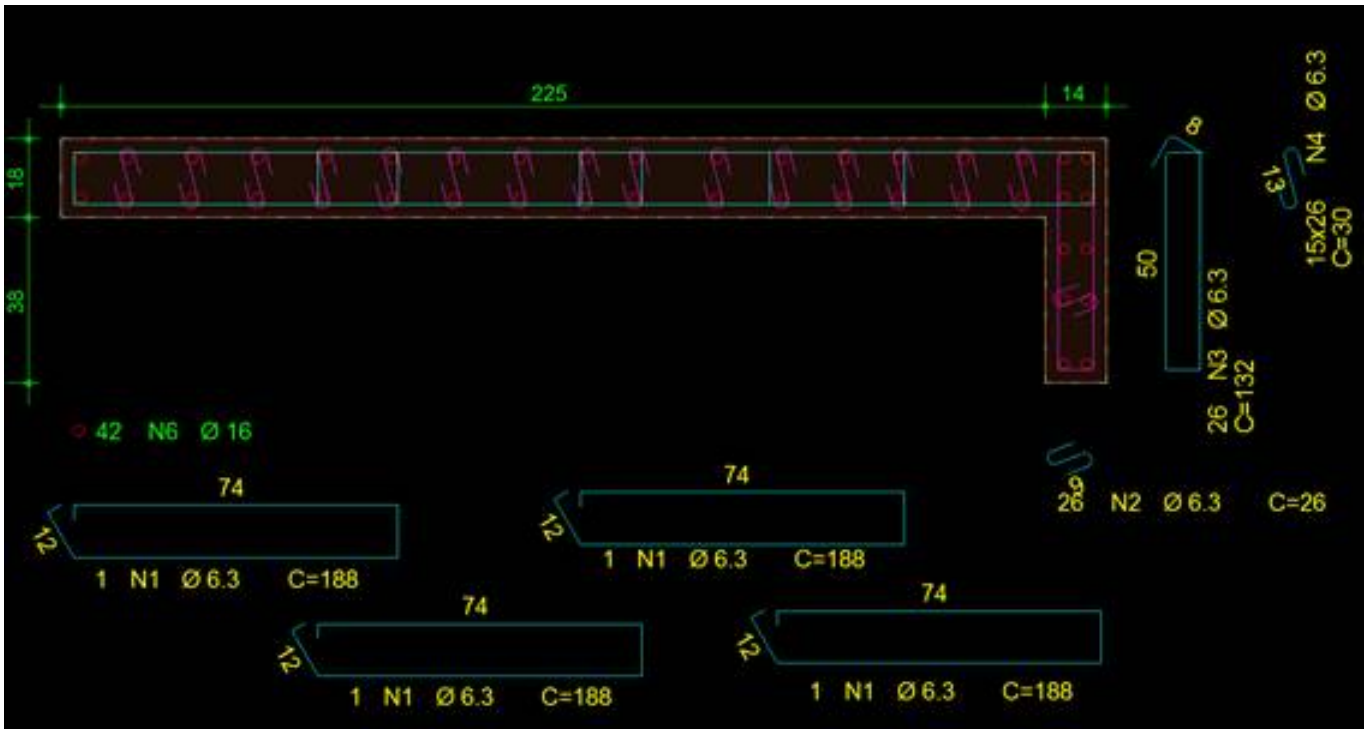 225
14
18
38
8
50
26 N3 Ø 6.3
C=132
13
15x26 N4 Ø 6.3
C=30
42 N6 Ø 16
9
26 N2 Ø 6.3 C=26
74
12
1 N1 Ø 6.3 C=188
74
12
1 N1 Ø 6.3 C=188
74
12
1 N1 Ø 6.3 C=188
74
12
1 N1 Ø 6.3 C=188